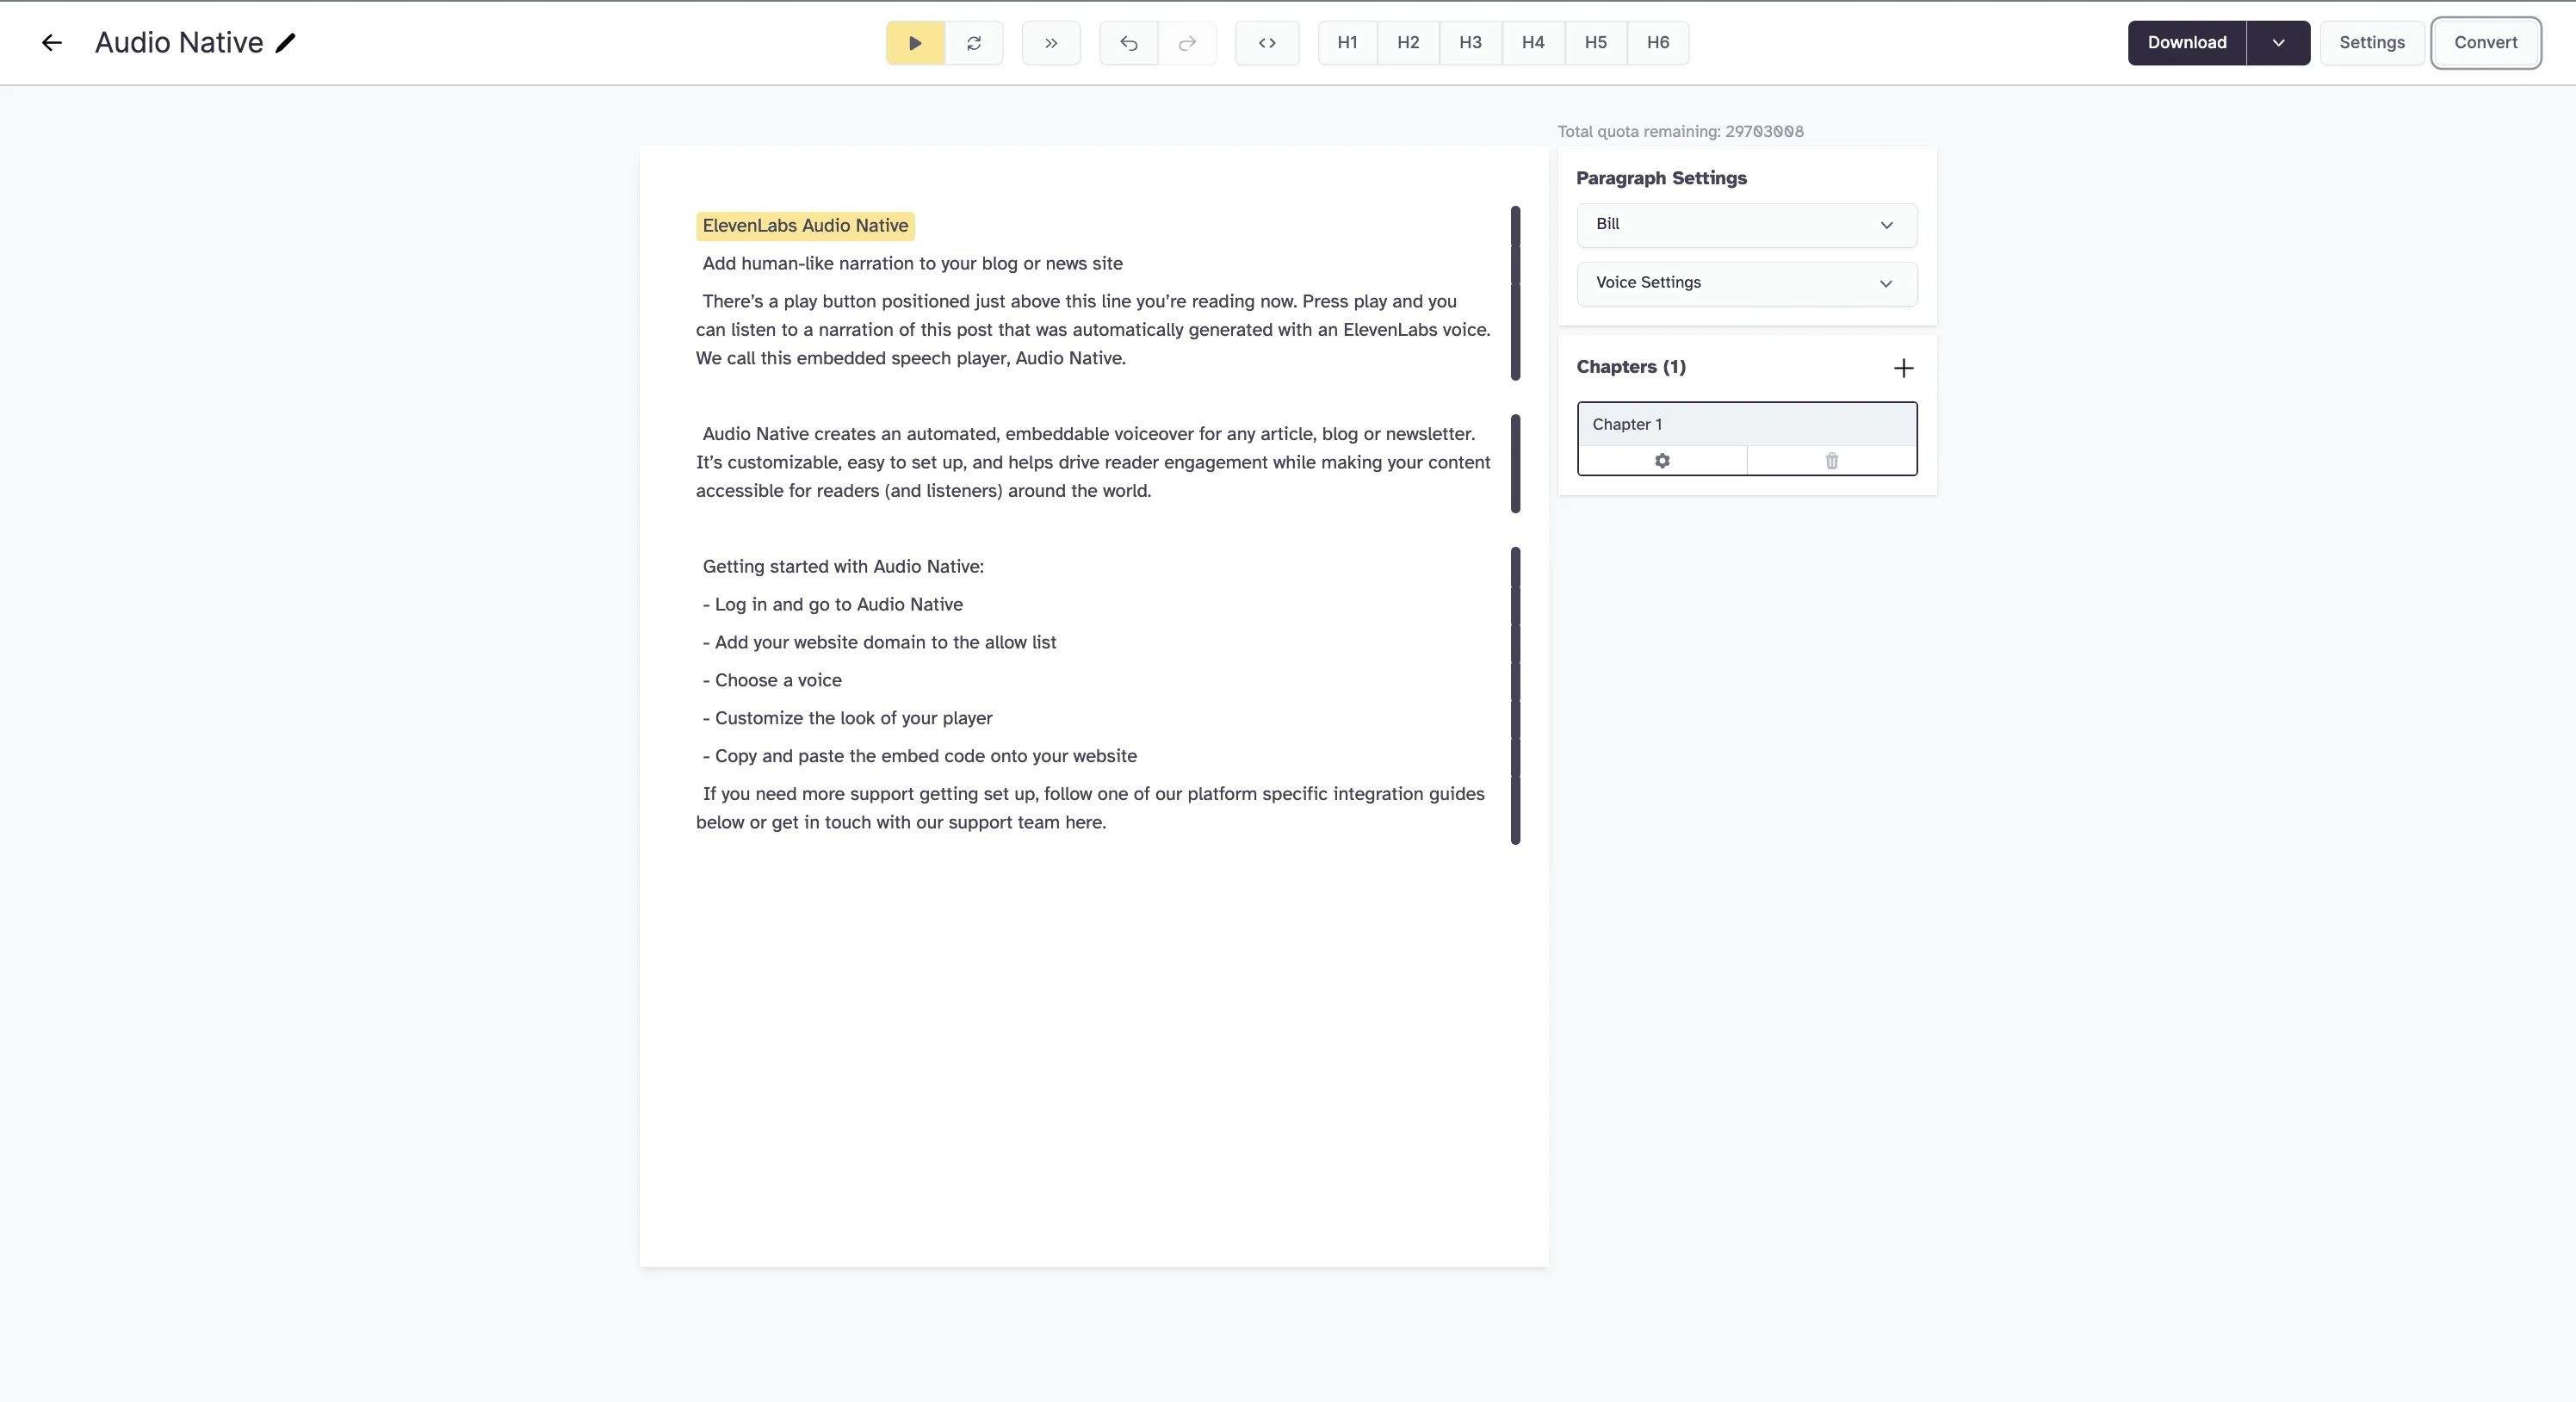 Audio Native
H1 H2 H3 H4 H5 H6
Download
Settings
Convert
Total quota remaining: 29703008
ElevenLabs Audio Native
Add human-like narration to your blog or news site
There’s a play button positioned just above this line you’re reading now. Press play and you
can listen to a narration of this post that was automatically generated with an ElevenLabs voice.
We call this embedded speech player, Audio Native.
Audio Native creates an automated, embeddable voiceover for any article, blog or newsletter.
It’s customizable, easy to set up, and helps drive reader engagement while making your content
accessible for readers (and listeners) around the world.
Getting started with Audio Native:
- Log in and go to Audio Native
- Add your website domain to the allow list
- Choose a voice
- Customize the look of your player
- Copy and paste the embed code onto your website
If you need more support getting set up, follow one of our platform specific integration guides
below or get in touch with our support team here.
Paragraph Settings
Bill
Voice Settings
Chapters (1)
Chapter 1